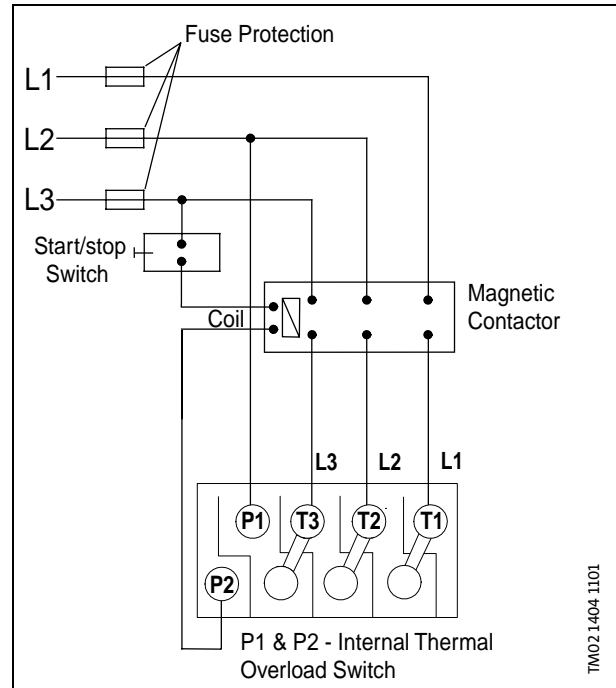 Fuse Protection
L1
L2
L3
Start/stop
Switch
Coil
Magnetic
Contactor
L3 L2 L1
P1 T3 T2 T1
P2
P1 & P2 - Internal Thermal
Overload Switch
TM02 1404 1101